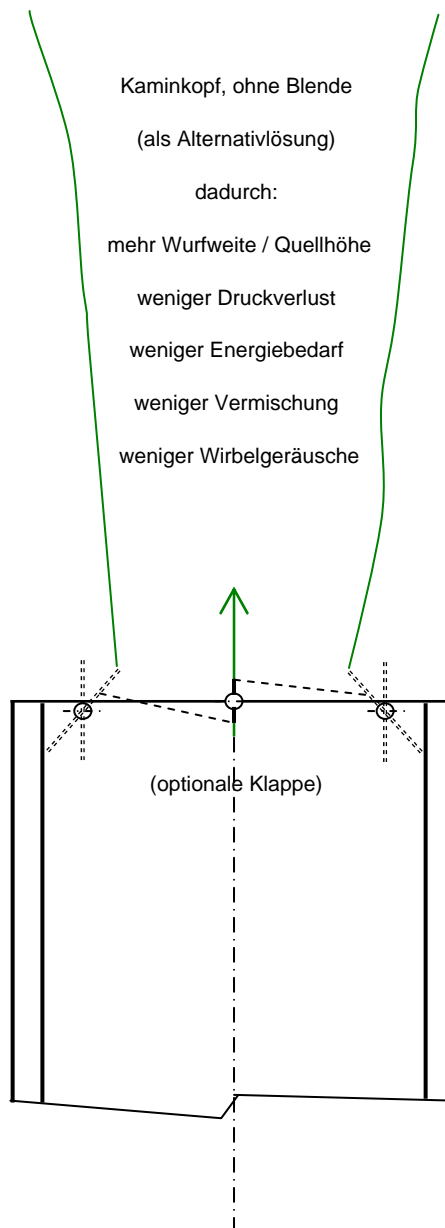 Kaminkopf, ohne Blende
(als Alternativlösung)
dadurch:
mehr Wurfweite / Quellhöhe
weniger Druckverlust
weniger Energiebedarf
weniger Vermischung
weniger Wirbelgeräusche
(optionale Klappe)